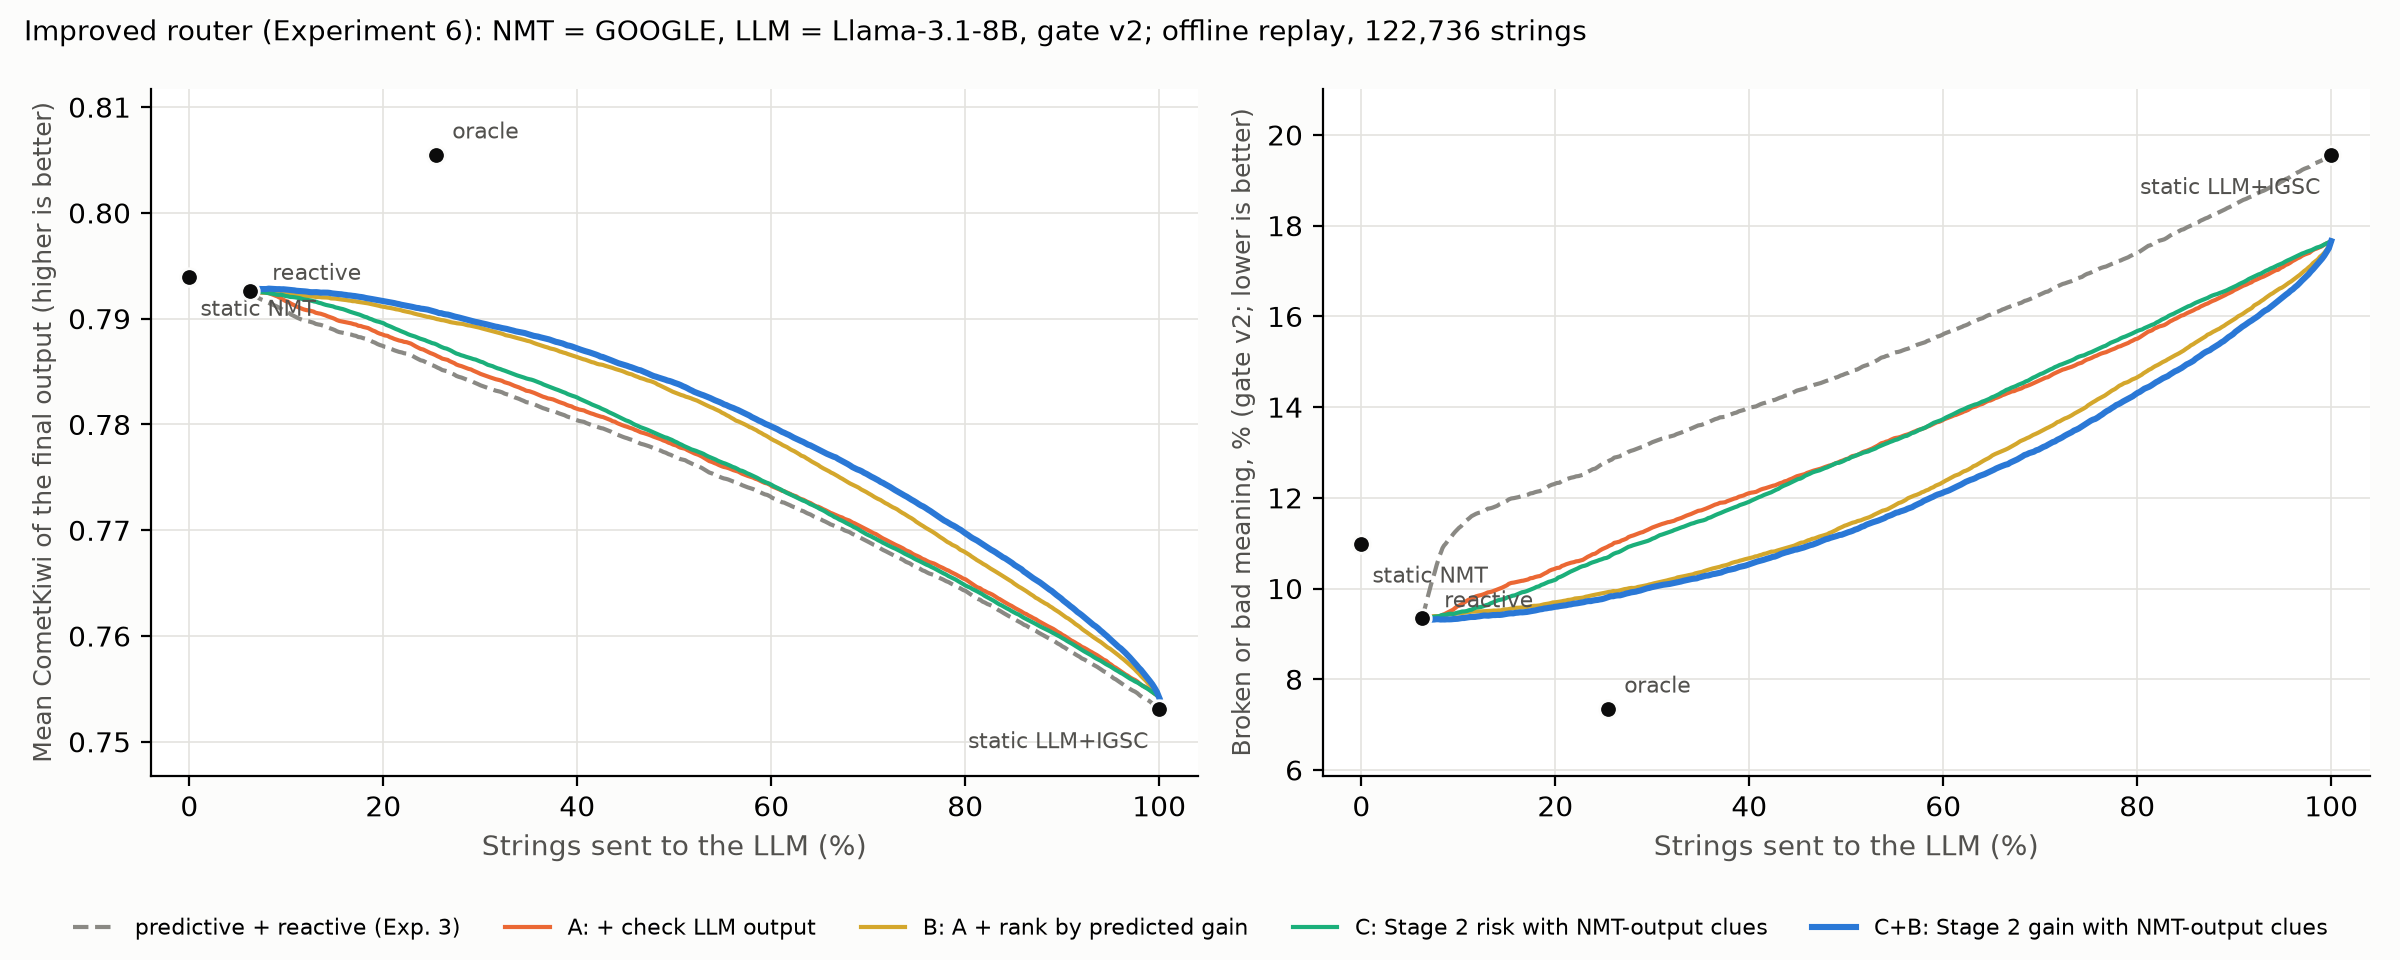 Improved router (Experiment 6): NMT = GOOGLE, LLM = Llama-3.1-8B, gate v2; offline replay, 122,736 strings
Mean CometKiwi of the final output (higher is better)
0.81
0.80
0.79
0.78
0.77
0.76
0.75
oracle
reactive
static NMT
static LLM+IGSC
0
20
40
60
80
100
Strings sent to the LLM (%)
Broken or bad meaning, % (gate v2; lower is better)
20
18
16
14
12
10
8
6
static LLM+IGSC
static NMT
reactive
oracle
0
20
40
60
80
100
Strings sent to the LLM (%)
predictive + reactive (Exp. 3)
A: + check LLM output
B: A + rank by predicted gain
C: Stage 2 risk with NMT-output clues
C+B: Stage 2 gain with NMT-output clues